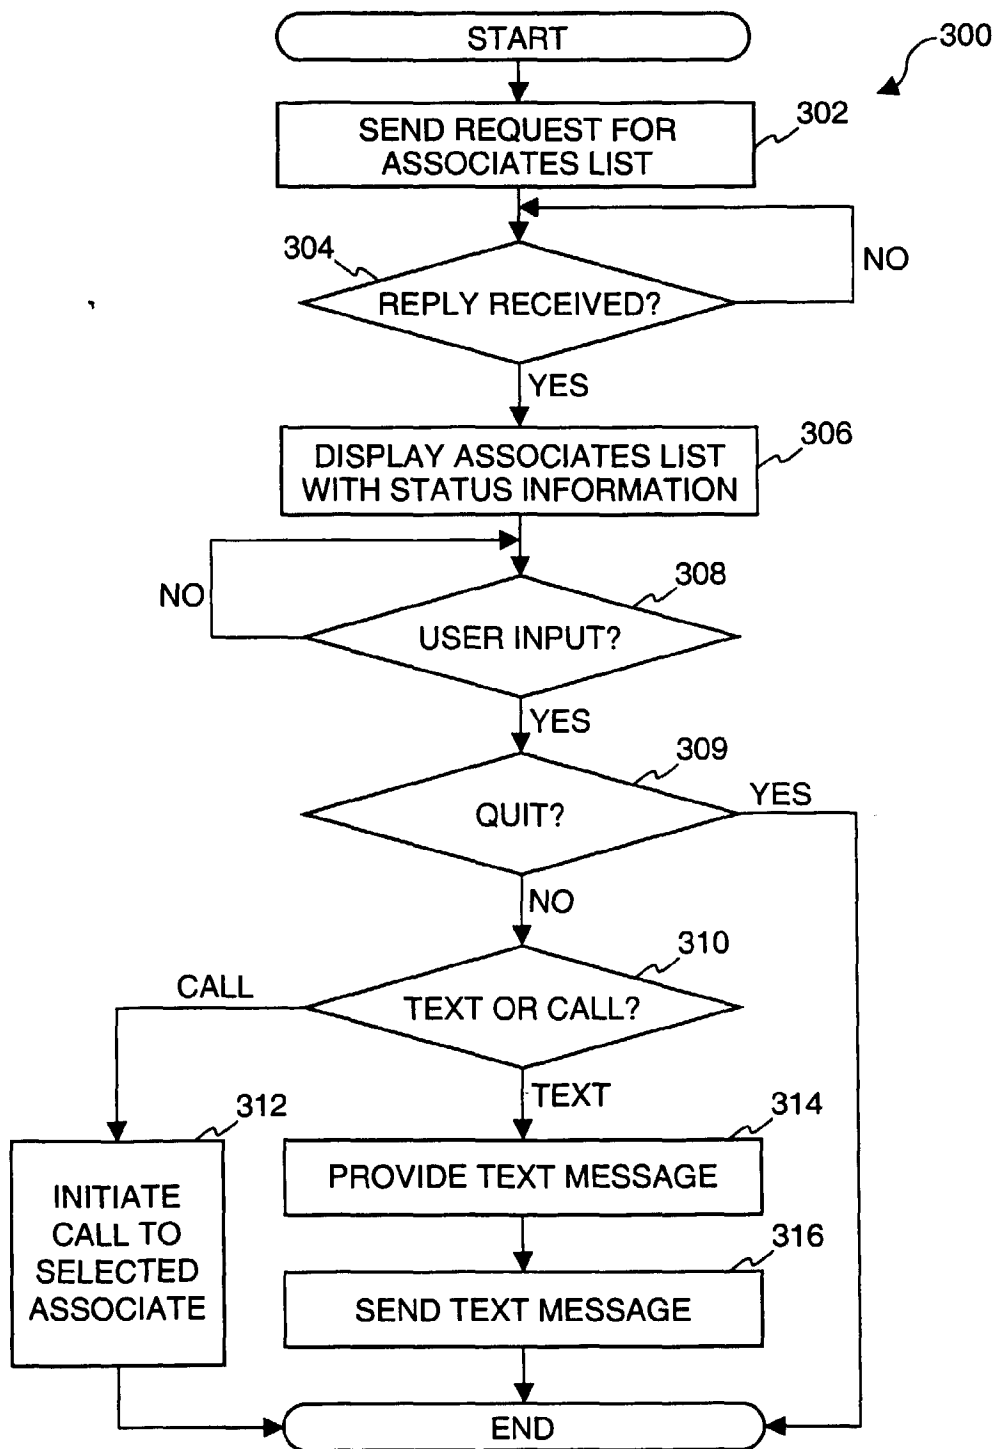 START
300
SEND REQUEST FOR
ASSOCIATES LIST
302
304
REPLY RECEIVED?
NO
YES
DISPLAY ASSOCIATES LIST
WITH STATUS INFORMATION
306
NO
308
USER INPUT?
YES
309
QUIT?
YES
NO
310
CALL
TEXT OR CALL?
TEXT
312
INITIATE
CALL TO
SELECTED
ASSOCIATE
314
PROVIDE TEXT MESSAGE
316
SEND TEXT MESSAGE
END